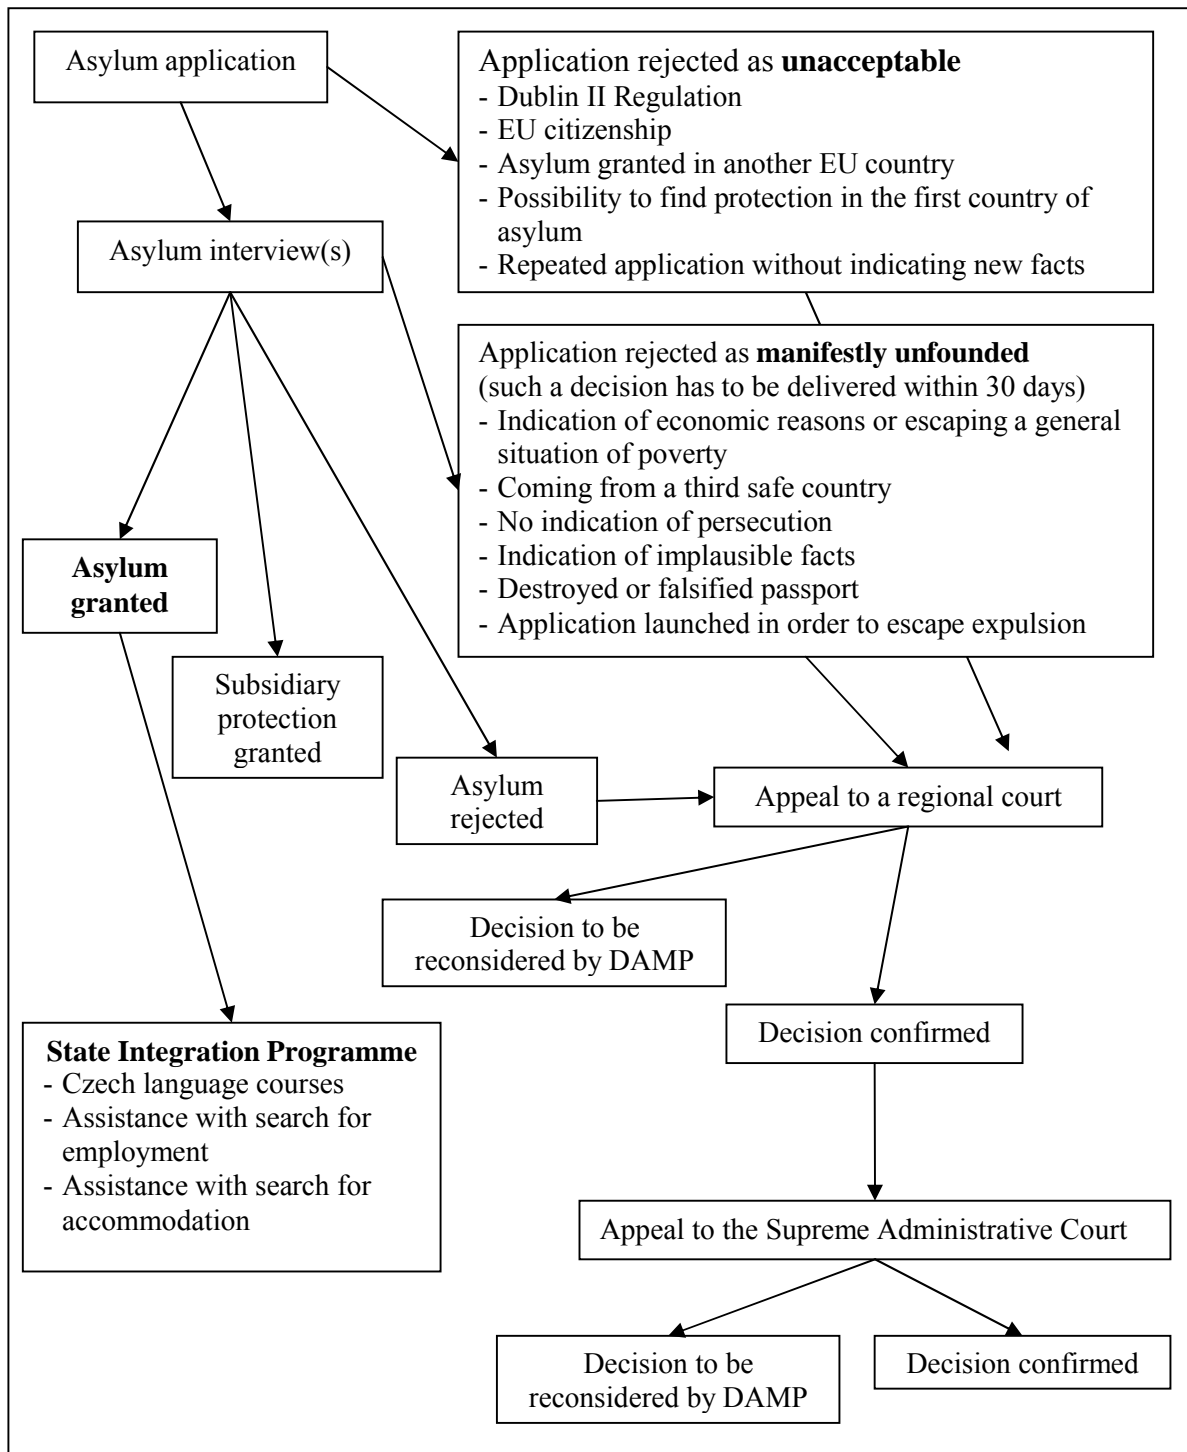 Asylum application
Application rejected as unacceptable
- Dublin II Regulation
- EU citizenship
- Asylum granted in another EU country
- Possibility to find protection in the first country of
asylum
- Repeated application without indicating new facts
Asylum interview(s)
Application rejected as manifestly unfounded
(such a decision has to be delivered within 30 days)
- Indication of economic reasons or escaping a general
situation of poverty
- Coming from a third safe country
- No indication of persecution
- Indication of implausible facts
- Destroyed or falsified passport
- Application launched in order to escape expulsion
Asylum
granted
Subsidiary
protection
granted
Asylum
rejected
Appeal to a regional court
Decision to be
reconsidered by DAMP
Decision confirmed
State Integration Programme
- Czech language courses
- Assistance with search for
employment
- Assistance with search for
accommodation
Appeal to the Supreme Administrative Court
Decision to be
reconsidered by DAMP
Decision confirmed